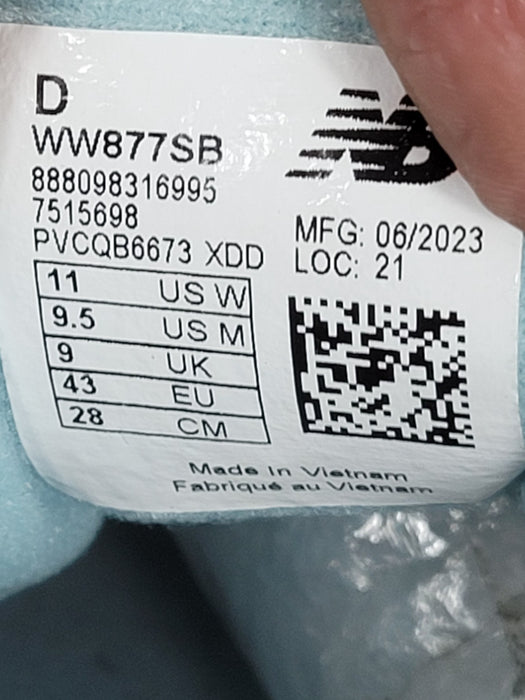 D
WW877SB
888098316995
7515698
PVCQB6673 XDD
11 US W
9.5 US M
9 UK
43 EU
28 CM
NB
MFG: 06/2023
LOC: 21
Made in Vietnam
Fabriqué au Vietnam